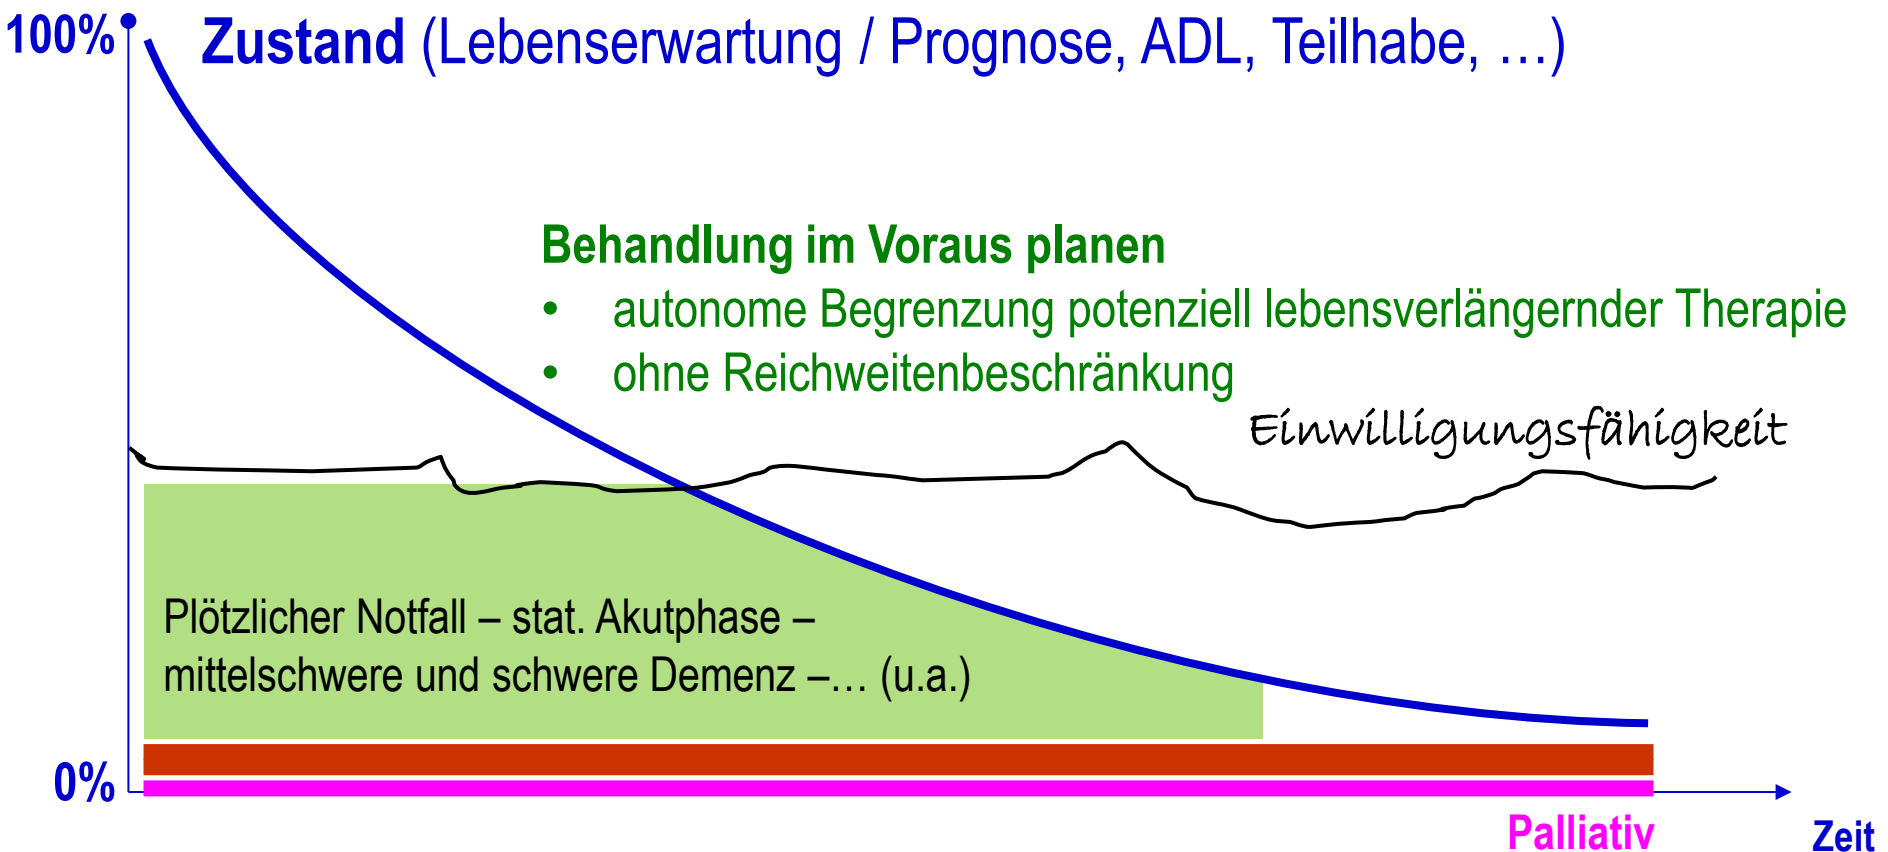 100%
Zustand (Lebenserwartung / Prognose, ADL, Teilhabe, …)
Behandlung im Voraus planen
• autonome Begrenzung potenziell lebensverlängernder Therapie
• ohne Reichweitenbeschränkung
Einwilligungsfähigkeit
Plötzlicher Notfall – stat. Akutphase –
mittelschwere und schwere Demenz –… (u.a.)
0%
Palliativ
Zeit